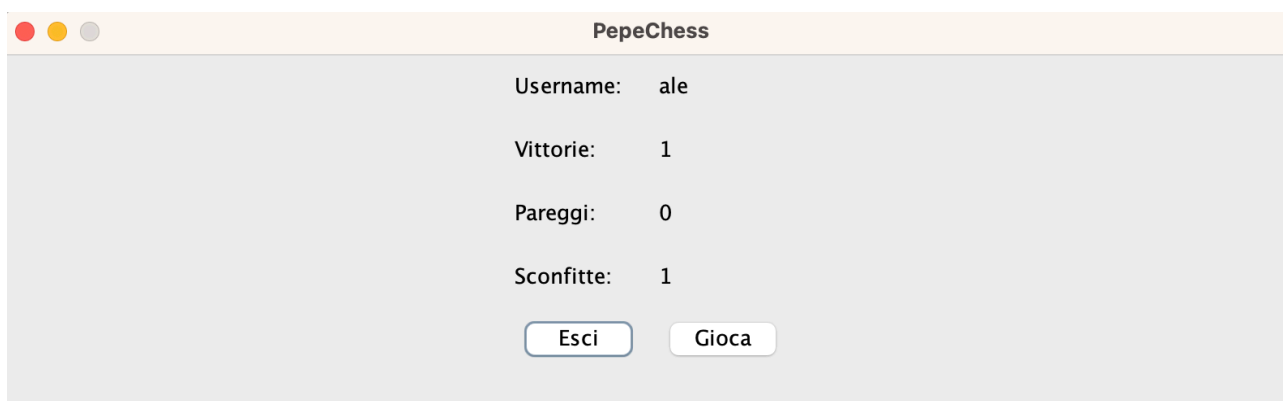 PepeChess
Username: ale
Vittorie: 1
Pareggi: 0
Sconfitte: 1
Esci Gioca